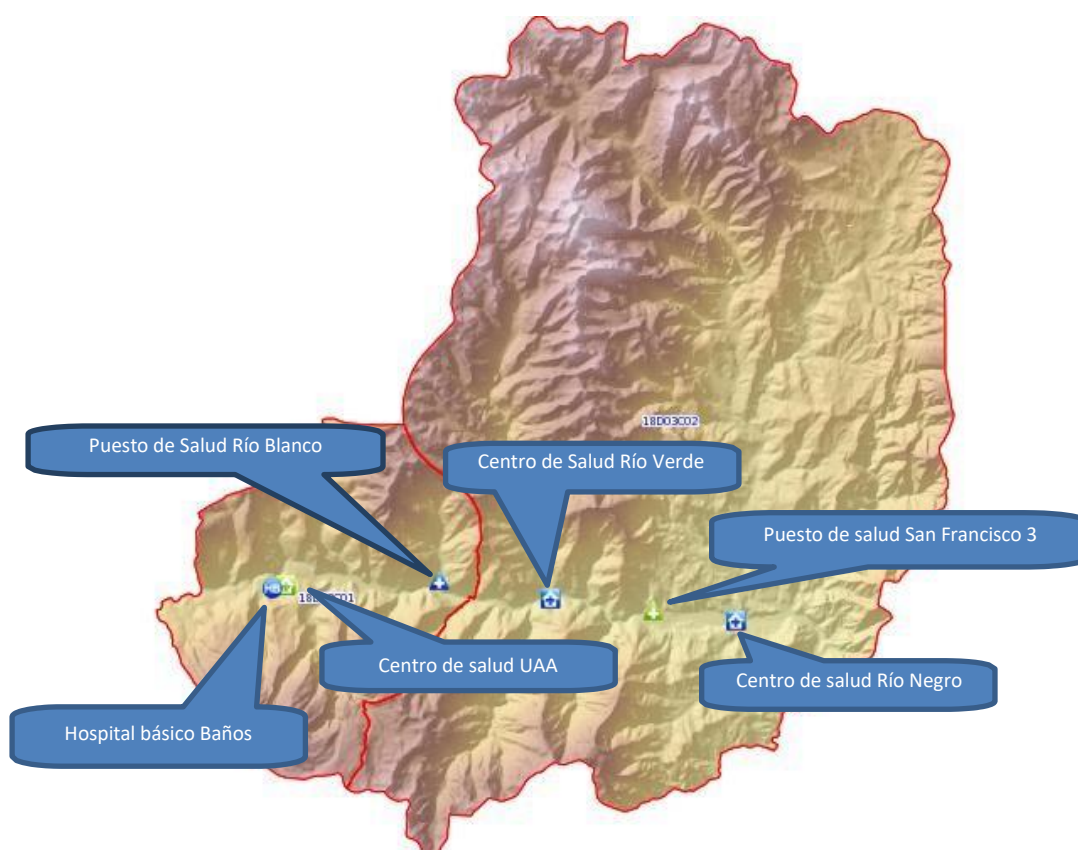 18D03C02
Puesto de Salud Río Blanco
Centro de Salud Río Verde
Puesto de salud San Francisco 3
HB
Centro de salud UAA
Centro de salud Río Negro
Hospital básico Baños